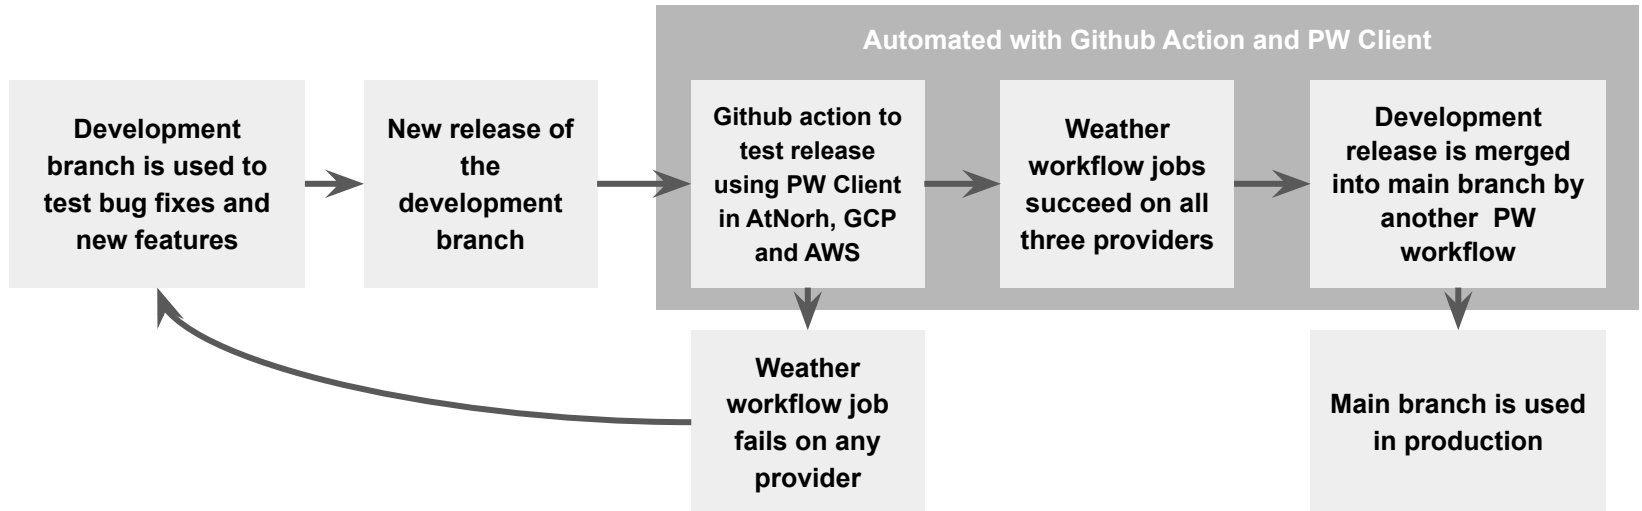 Automated with Github Action and PW Client
Development
branch is used to
test bug fixes and
new features
New release of
the
development
branch
Github action to
test release
using PW Client
in AtNorh, GCP
and AWS
Weather
workflow jobs
succeed on all
three providers
Development
release is merged
into main branch by
another PW
workflow
Weather
workflow job
fails on any
provider
Main branch is used
in production